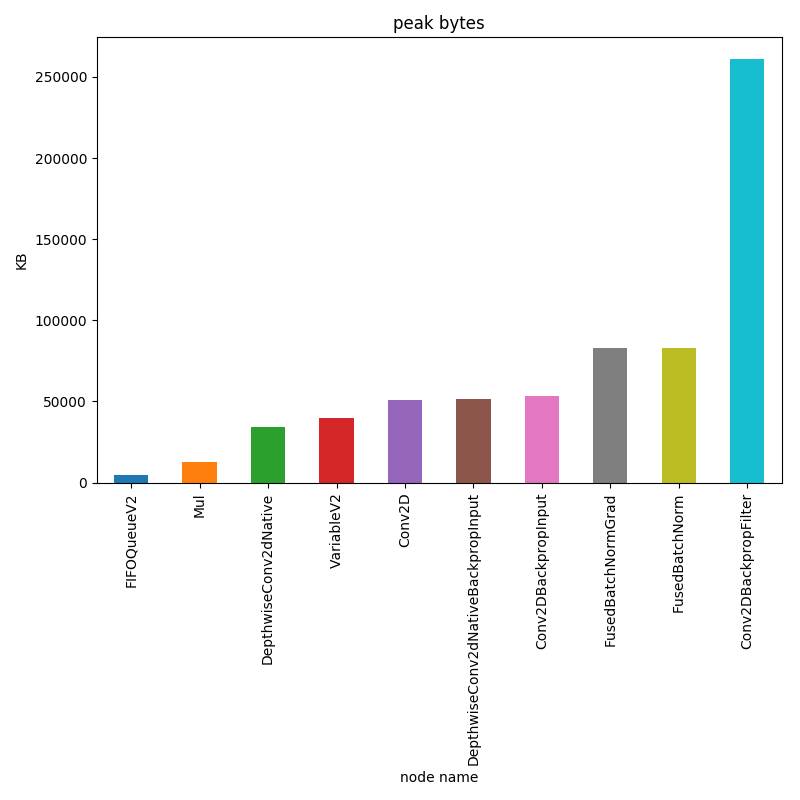 peak bytes
KB
250000
200000
150000
100000
50000
0
FIFOQueueV2
Mul
DepthwiseConv2dNative
VariableV2
Conv2D
DepthwiseConv2dNativeBackpropInput
Conv2DBackpropInput
FusedBatchNormGrad
FusedBatchNorm
Conv2DBackpropFilter
node name